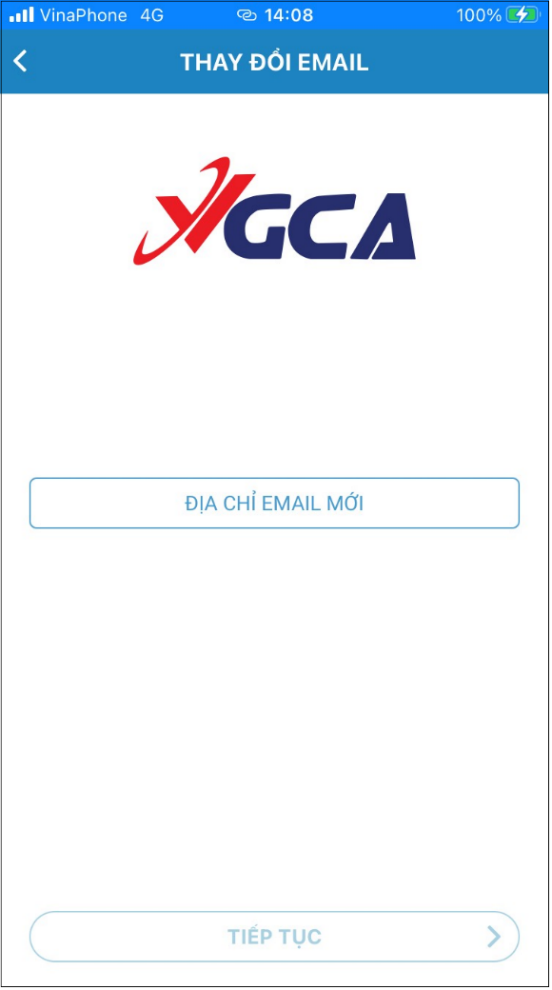 VinaPhone 4G 14:08 100%
THAY ĐỔI EMAIL
VGCA
ĐỊA CHỈ EMAIL MỚI
TIẾP TỤC